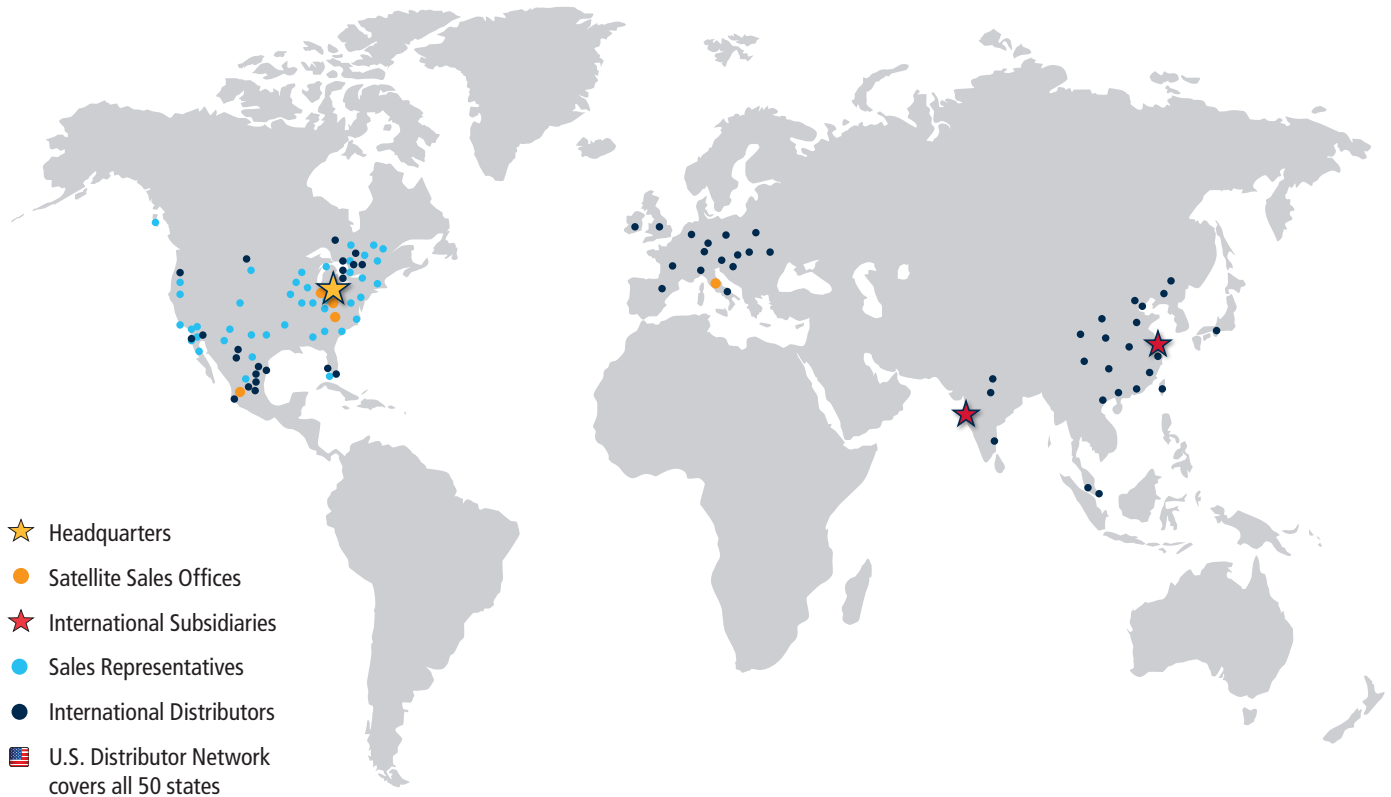 Headquarters
Satellite Sales Offices
International Subsidiaries
Sales Representatives
International Distributors
U.S. Distributor Network
covers all 50 states